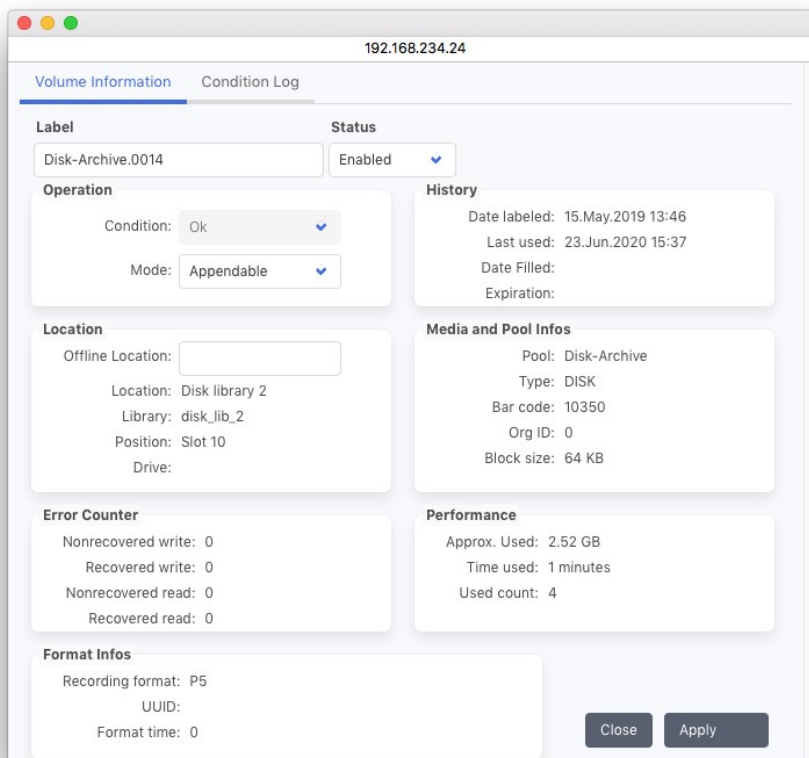 192.168.234.24
Volume Information Condition Log
Label Status
Disk-Archive.0014 Enabled
Operation
Condition: Ok
Mode: Appendable
History
Date labeled: 15.May.2019 13:46
Last used: 23.Jun.2020 15:37
Date Filled:
Expiration:
Location
Offline Location:
Location: Disk library 2
Library: disk_lib_2
Position: Slot 10
Drive:
Media and Pool Infos
Pool: Disk-Archive
Type: DISK
Bar code: 10350
Org ID: 0
Block size: 64 KB
Error Counter
Nonrecovered write: 0
Recovered write: 0
Nonrecovered read: 0
Recovered read: 0
Performance
Approx. Used: 2.52 GB
Time used: 1 minutes
Used count: 4
Format Infos
Recording format: P5
UUID:
Format time: 0
Close Apply